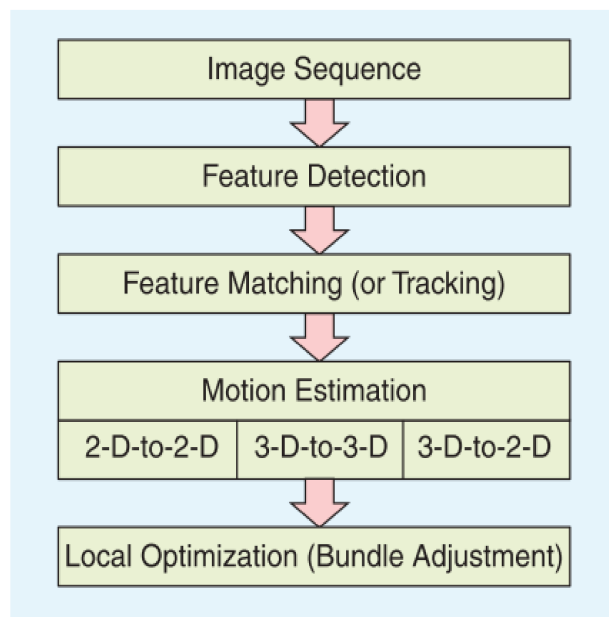 Image Sequence
Feature Detection
Feature Matching (or Tracking)
Motion Estimation
2-D-to-2-D 3-D-to-3-D 3-D-to-2-D
Local Optimization (Bundle Adjustment)